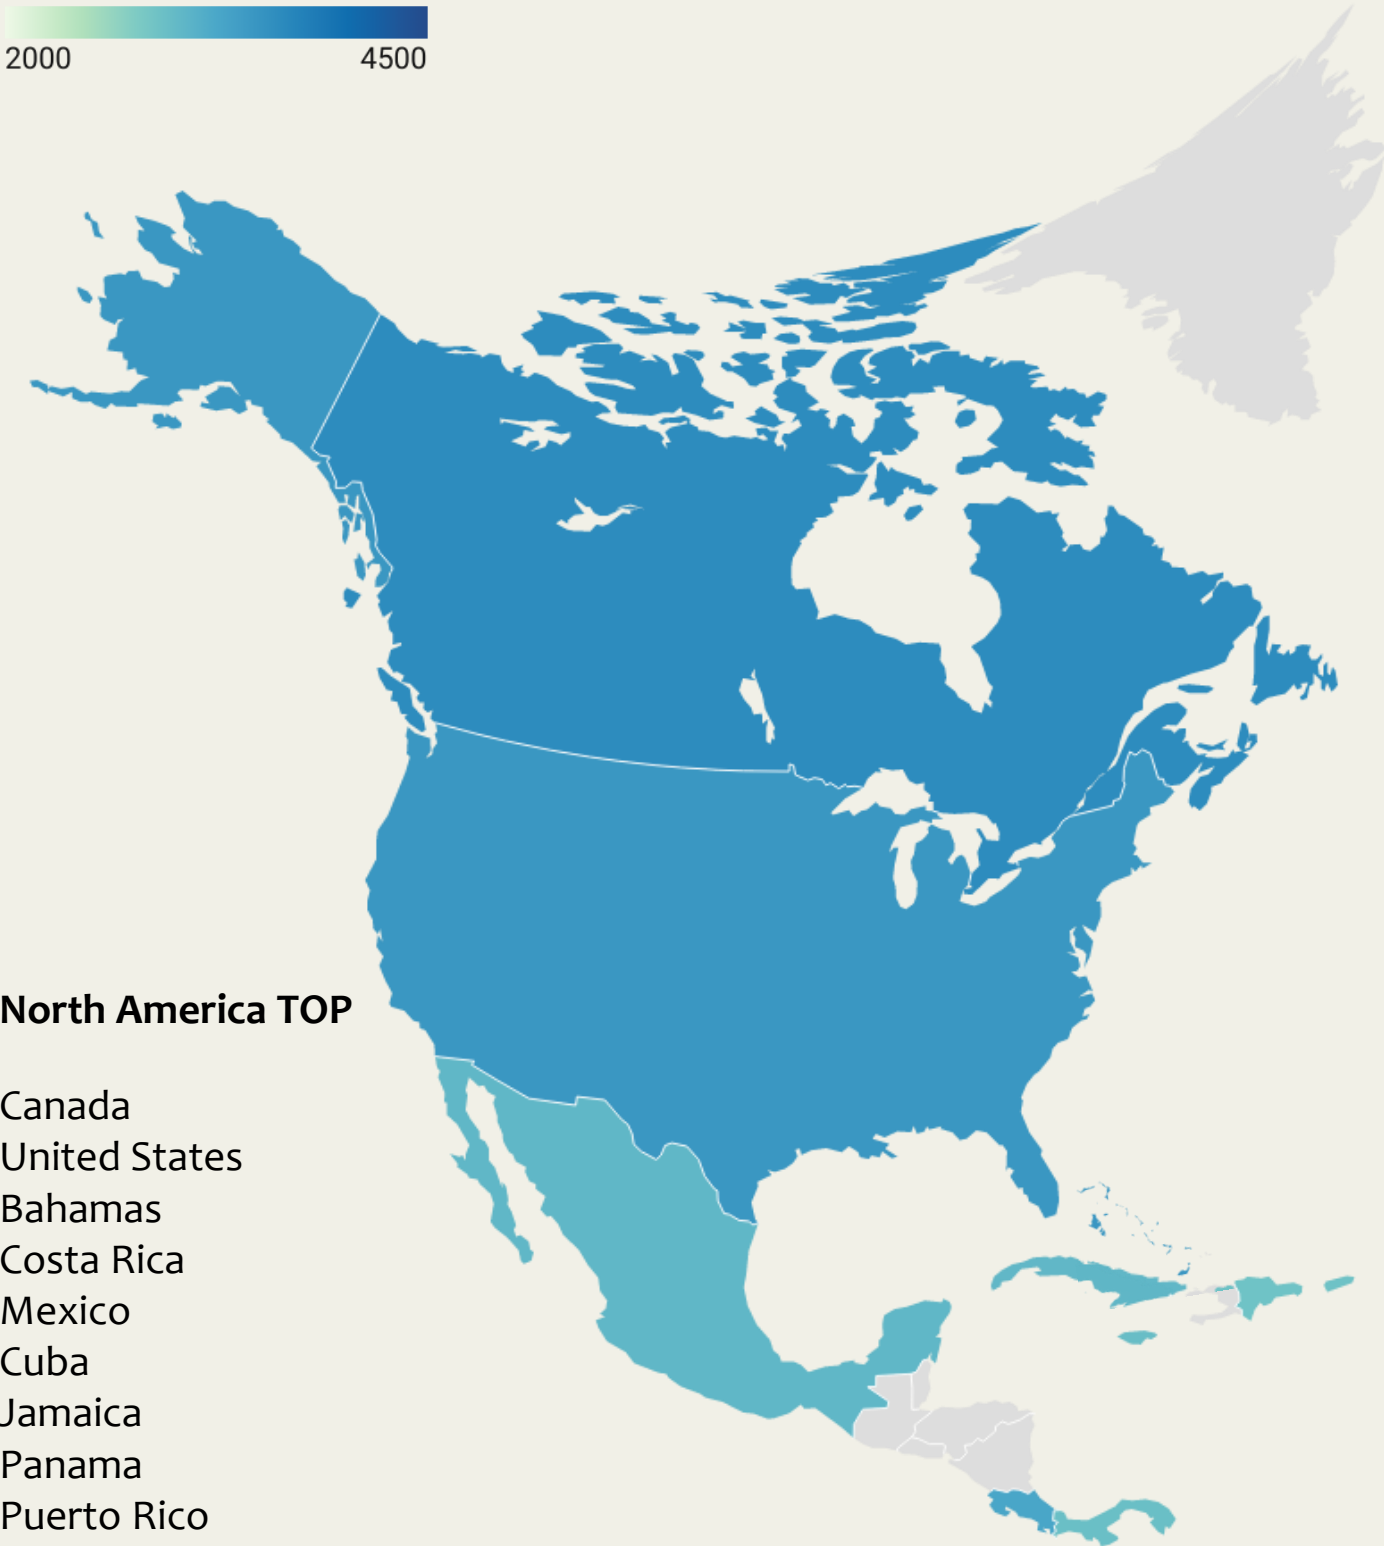 2000 4500
North America TOP
Canada
United States
Bahamas
Costa Rica
Mexico
Cuba
Jamaica
Panama
Puerto Rico